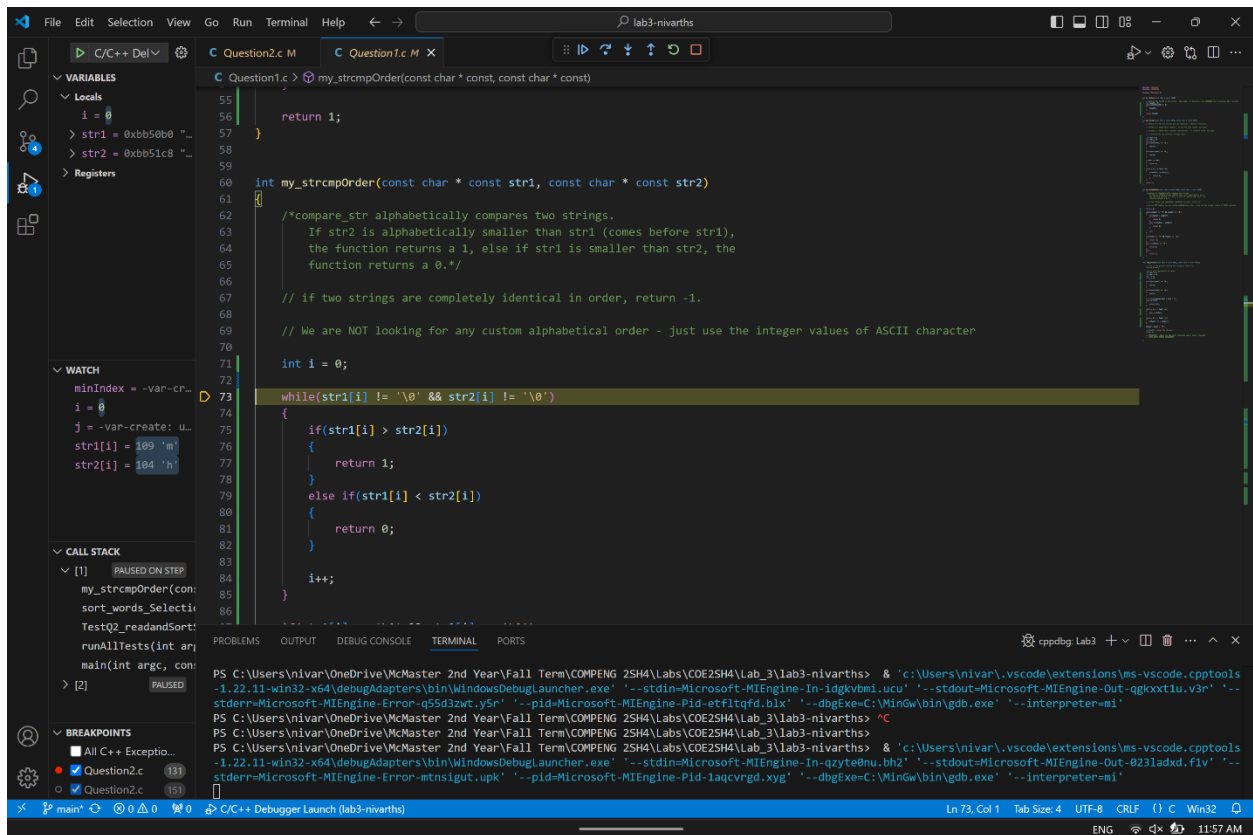 File Edit Selection View Go Run Terminal Help
lab3-nivarths
C/C++ Del
C Question2.c M
C Question1.c M
C Question1.c > my_strcmpOrder(const char * const, const char * const)
VARIABLES
Locals
i = 0
str1 = 0xbb50b0 "…
str2 = 0xbb51c8 "…
Registers
WATCH
minIndex = -var-cr…
i = 0
j = -var-create: u…
str1[i] = 109 'm'
str2[i] = 104 'h'
CALL STACK
[1] PAUSED ON STEP
my_strcmpOrder(con
sort_words_Selecti
TestQ2_readandSort
runAllTests(int ar
main(int argc, con
[2] PAUSED
BREAKPOINTS
All C++ Exceptio...
Question2.c 131
Question2.c 151
55
56 return 1;
57 }
58
59
60 int my_strcmpOrder(const char * const str1, const char * const str2)
61 {
62 /*compare_str alphabetically compares two strings.
63 If str2 is alphabetically smaller than str1 (comes before str1),
64 the function returns a 1, else if str1 is smaller than str2, the
65 function returns a 0.*/
66
67 // if two strings are completely identical in order, return -1.
68
69 // We are NOT looking for any custom alphabetical order - just use the integer values of ASCII character
70
71 int i = 0;
72
73 while(str1[i] != '\0' && str2[i] != '\0')
74 {
75 if(str1[i] > str2[i])
76 {
77 return 1;
78 }
79 else if(str1[i] < str2[i])
80 {
81 return 0;
82 }
83
84 i++;
85 }
86
PROBLEMS OUTPUT DEBUG CONSOLE TERMINAL PORTS
cppdbg: Lab3
PS C:\Users\nivar\OneDrive\McMaster 2nd Year\Fall Term\COMPENG 2SH4\Labs\COE2SH4\Lab_3\lab3-nivarths> & 'c:\Users\nivar\.vscode\extensions\ms-vscode.cpptools
-1.22.11-win32-x64\debugAdapters\bin\WindowsDebugLauncher.exe' '--stdin=Microsoft-MIEngine-In-idgkvbmi.ucu' '--stdout=Microsoft-MIEngine-Out-qgkxxt1u.v3r' '--
stderr=Microsoft-MIEngine-Error-q55d3zwt.y5r' '--pid=Microsoft-MIEngine-Pid-etfltqfd.blx' '--dbgExe=C:\MinGw\bin\gdb.exe' '--interpreter=mi'
PS C:\Users\nivar\OneDrive\McMaster 2nd Year\Fall Term\COMPENG 2SH4\Labs\COE2SH4\Lab_3\lab3-nivarths> ^C
PS C:\Users\nivar\OneDrive\McMaster 2nd Year\Fall Term\COMPENG 2SH4\Labs\COE2SH4\Lab_3\lab3-nivarths>
PS C:\Users\nivar\OneDrive\McMaster 2nd Year\Fall Term\COMPENG 2SH4\Labs\COE2SH4\Lab_3\lab3-nivarths> & 'c:\Users\nivar\.vscode\extensions\ms-vscode.cpptools
-1.22.11-win32-x64\debugAdapters\bin\WindowsDebugLauncher.exe' '--stdin=Microsoft-MIEngine-In-qzyte0nu.bh2' '--stdout=Microsoft-MIEngine-Out-023ladxd.f1v' '--
stderr=Microsoft-MIEngine-Error-mtnsigut.upk' '--pid=Microsoft-MIEngine-Pid-1aqcvrgd.xyg' '--dbgExe=C:\MinGw\bin\gdb.exe' '--interpreter=mi'
main* 0 0 0 C/C++ Debugger Launch (lab3-nivarths)
Ln 73, Col 1 Tab Size: 4 UTF-8 CRLF {} C Win32
ENG 11:57 AM